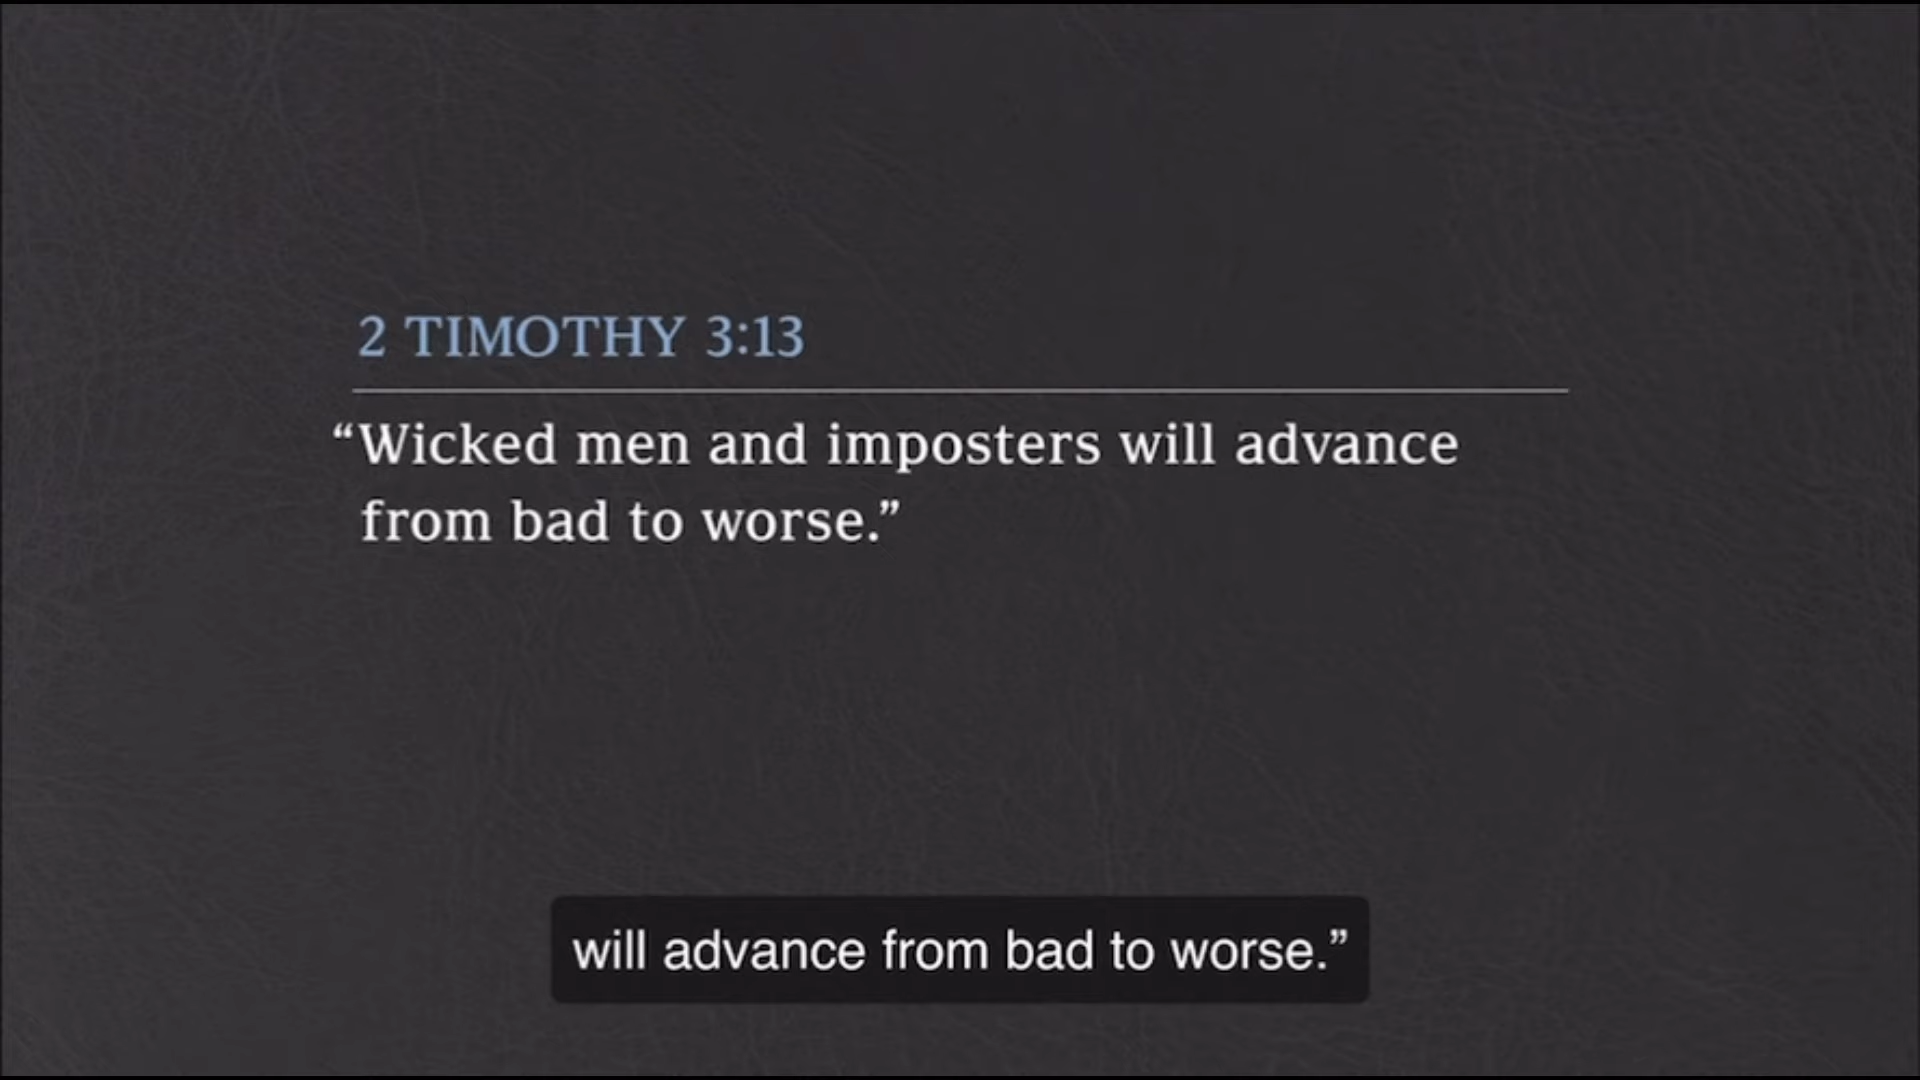 2 TIMOTHY 3:13
“Wicked men and imposters will advance
from bad to worse.”
will advance from bad to worse.”